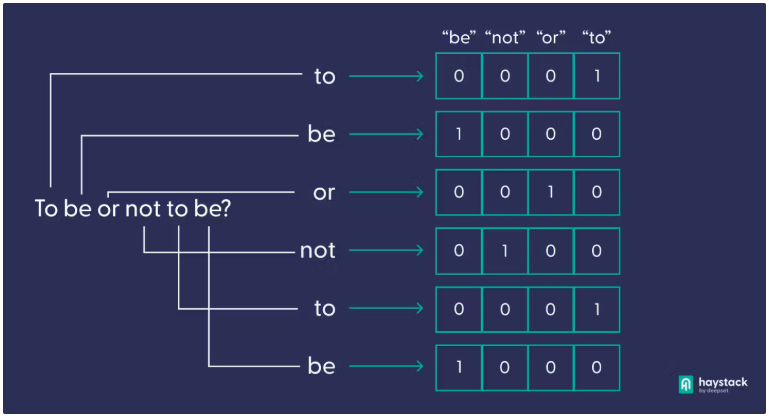 “be” “not” “or” “to”
to 0 0 0 1
be 1 0 0 0
or 0 0 1 0
To be or not to be?
not 0 1 0 0
to 0 0 0 1
be 1 0 0 0
haystack
by deepset